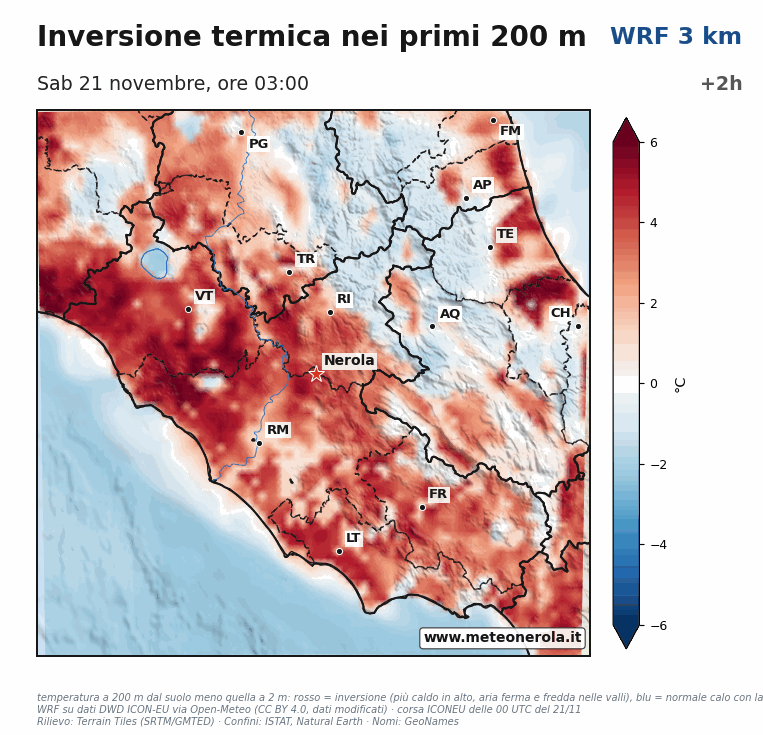 Inversione termica nei primi 200 m WRF 3 km
Sab 21 novembre, ore 03:00 +2h
FM
PG
AP
TE
TR
VT
RI
AQ
CH
Nerola
RM
FR
LT
www.meteonerola.it
6
4
2
0
−2
−4
−6
°C
temperatura a 200 m dal suolo meno quella a 2 m: rosso = inversione (più caldo in alto, aria ferma e fredda nelle valli), blu = normale calo con la
WRF su dati DWD ICON-EU via Open-Meteo (CC BY 4.0, dati modificati) · corsa ICONEU delle 00 UTC del 21/11
Rilievo: Terrain Tiles (SRTM/GMTED) · Confini: ISTAT, Natural Earth · Nomi: GeoNames